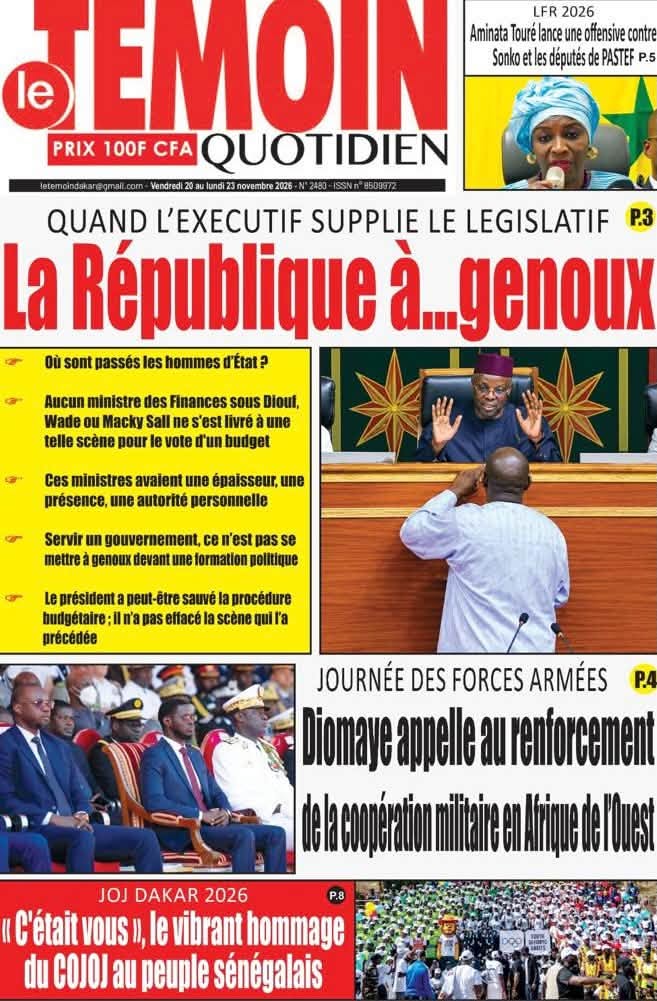 le TEMOIN
PRIX 100F CFA QUOTIDIEN
letemoindakar@gmail.com - Vendredi 20 au lundi 23 novembre 2026 - N° 2480 - ISSN n° 8509972
LFR 2026
Aminata Touré lance une offensive contre
Sonko et les députés de PASTEF P.5
QUAND L’EXECUTIF SUPPLIE LE LEGISLATIF P.3
La République à...genoux
Où sont passés les hommes d'État ?
Aucun ministre des Finances sous Diouf,
Wade ou Macky Sall ne s'est livré à une
telle scène pour le vote d'un budget
Ces ministres avaient une épaisseur, une
présence, une autorité personnelle
Servir un gouvernement, ce n'est pas se
mettre à genoux devant une formation politique
Le président a peut-être sauvé la procédure
budgétaire ; il n'a pas effacé la scène qui l'a
précédée
JOURNÉE DES FORCES ARMÉES P.4
Diomaye appelle au renforcement
de la coopération militaire en Afrique de l'Ouest
JOJ DAKAR 2026 P.8
« C'était vous », le vibrant hommage
du COJOJ au peuple sénégalais